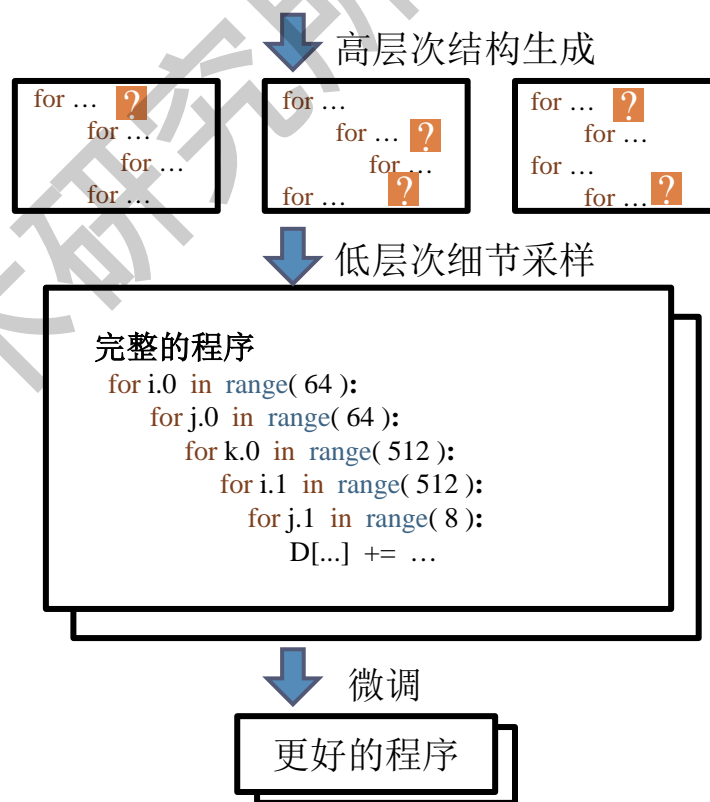 高层次结构生成
for … ?
for …
for …
for …
for …
for … ?
for …
for … ?
for … ?
for …
for …
for … ?
低层次细节采样
完整的程序
for i.0 in range( 64 ):
for j.0 in range( 64 ):
for k.0 in range( 512 ):
for i.1 in range( 512 ):
for j.1 in range( 8 ):
D[...] += …
微调
更好的程序